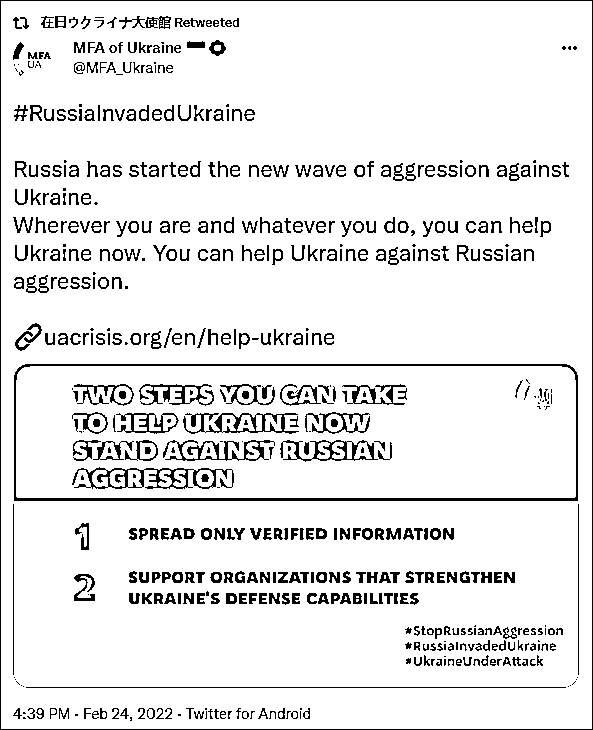 在日ウクライナ大使館 Retweeted
MFA of Ukraine
@MFA_Ukraine
MFA
UA
#RussiaInvadedUkraine
Russia has started the new wave of aggression against
Ukraine.
Wherever you are and whatever you do, you can help
Ukraine now. You can help Ukraine against Russian
aggression.
uacrisis.org/en/help-ukraine
TWO STEPS YOU CAN TAKE
TO HELP UKRAINE NOW
STAND AGAINST RUSSIAN
AGGRESSION
1 SPREAD ONLY VERIFIED INFORMATION
2 SUPPORT ORGANIZATIONS THAT STRENGTHEN
UKRAINE'S DEFENSE CAPABILITIES
#StopRussianAggression
#RussiaInvadedUkraine
#UkraineUnderAttack
4:39 PM · Feb 24, 2022 · Twitter for Android